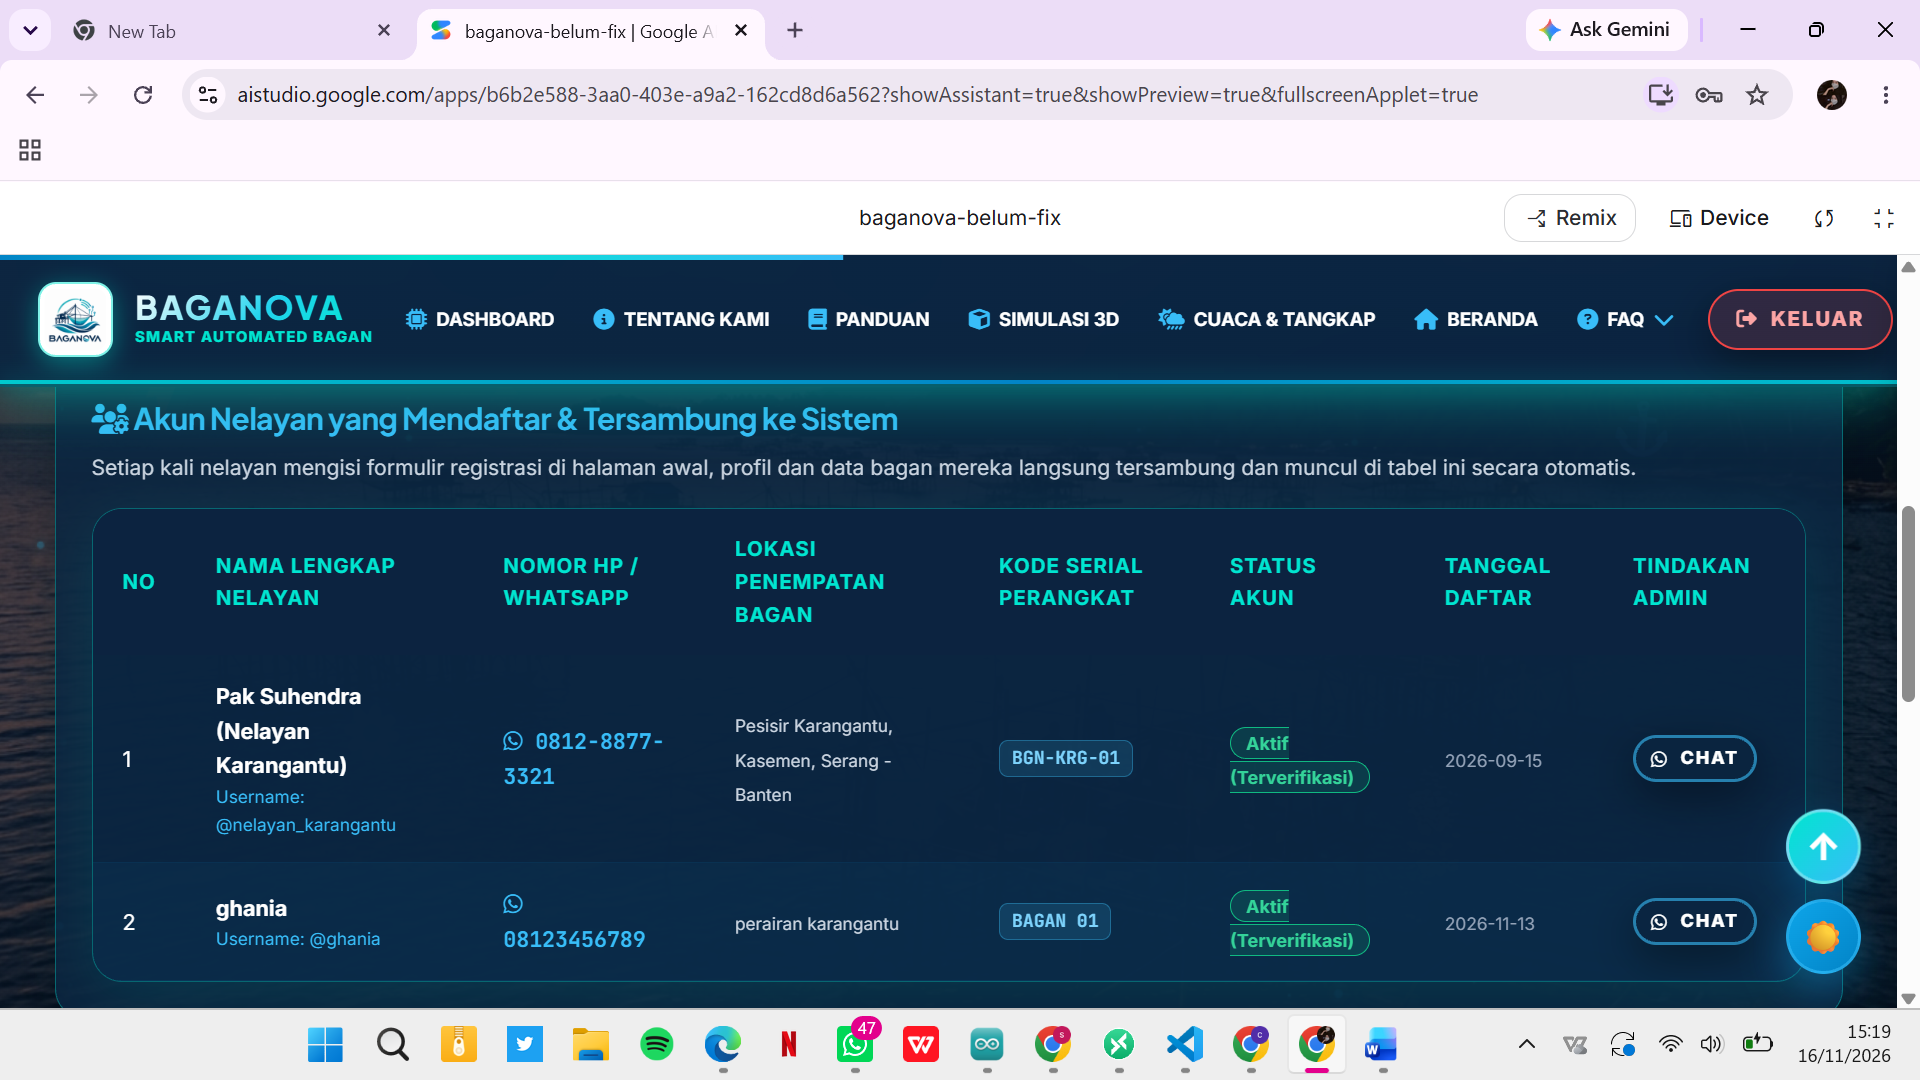 New Tab
baganova-belum-fix | Google A
Ask Gemini
aistudio.google.com/apps/b6b2e588-3aa0-403e-a9a2-162cd8d6a562?showAssistant=true&showPreview=true&fullscreenApplet=true
baganova-belum-fix
Remix
Device
BAGANOVA
BAGANOVA
SMART AUTOMATED BAGAN
DASHBOARD
TENTANG KAMI
PANDUAN
SIMULASI 3D
CUACA & TANGKAP
BERANDA
FAQ
KELUAR
Akun Nelayan yang Mendaftar & Tersambung ke Sistem
Setiap kali nelayan mengisi formulir registrasi di halaman awal, profil dan data bagan mereka langsung tersambung dan muncul di tabel ini secara otomatis.
NO
NAMA LENGKAP
NELAYAN
NOMOR HP /
WHATSAPP
LOKASI
PENEMPATAN
BAGAN
KODE SERIAL
PERANGKAT
STATUS
AKUN
TANGGAL
DAFTAR
TINDAKAN
ADMIN
1
Pak Suhendra
(Nelayan
Karangantu)
Username:
@nelayan_karangantu
0812-8877-
3321
Pesisir Karangantu,
Kasemen, Serang -
Banten
BGN-KRG-01
Aktif
(Terverifikasi)
2026-09-15
CHAT
2
ghania
Username: @ghania
08123456789
perairan karangantu
BAGAN 01
Aktif
(Terverifikasi)
2026-11-13
CHAT
47
15:19
16/11/2026